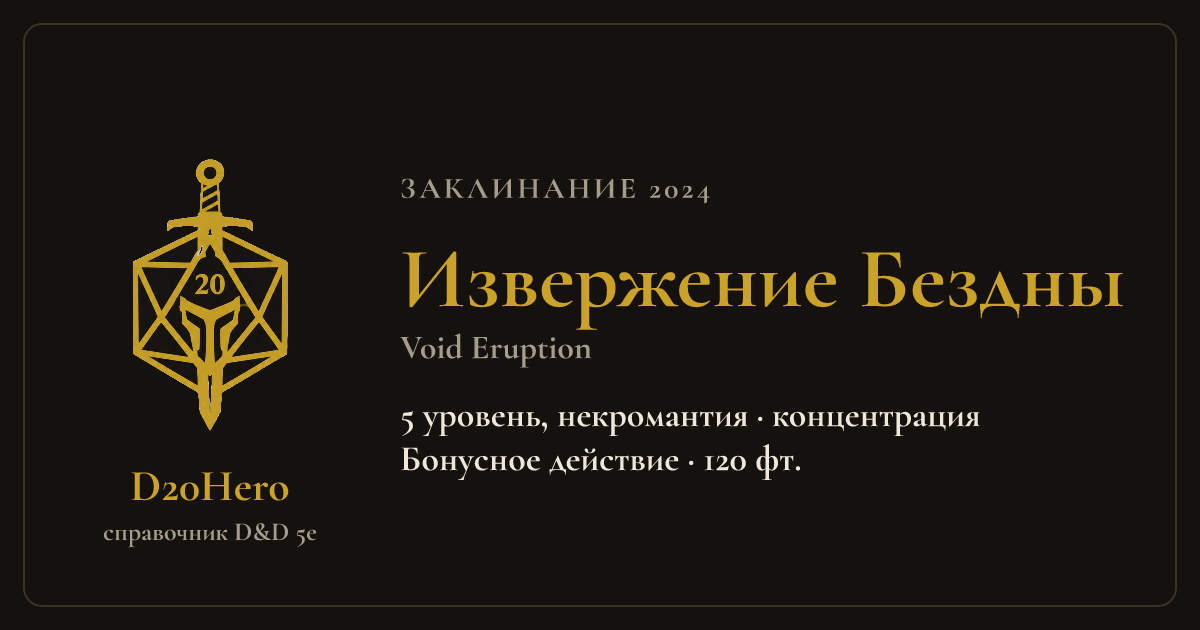 20
D20Hero
справочник D&D 5e
ЗАКЛИНАНИЕ 2024
Извержение Бездны
Void Eruption
5 уровень, некромантия · концентрация
Бонусное действие · 120 фт.